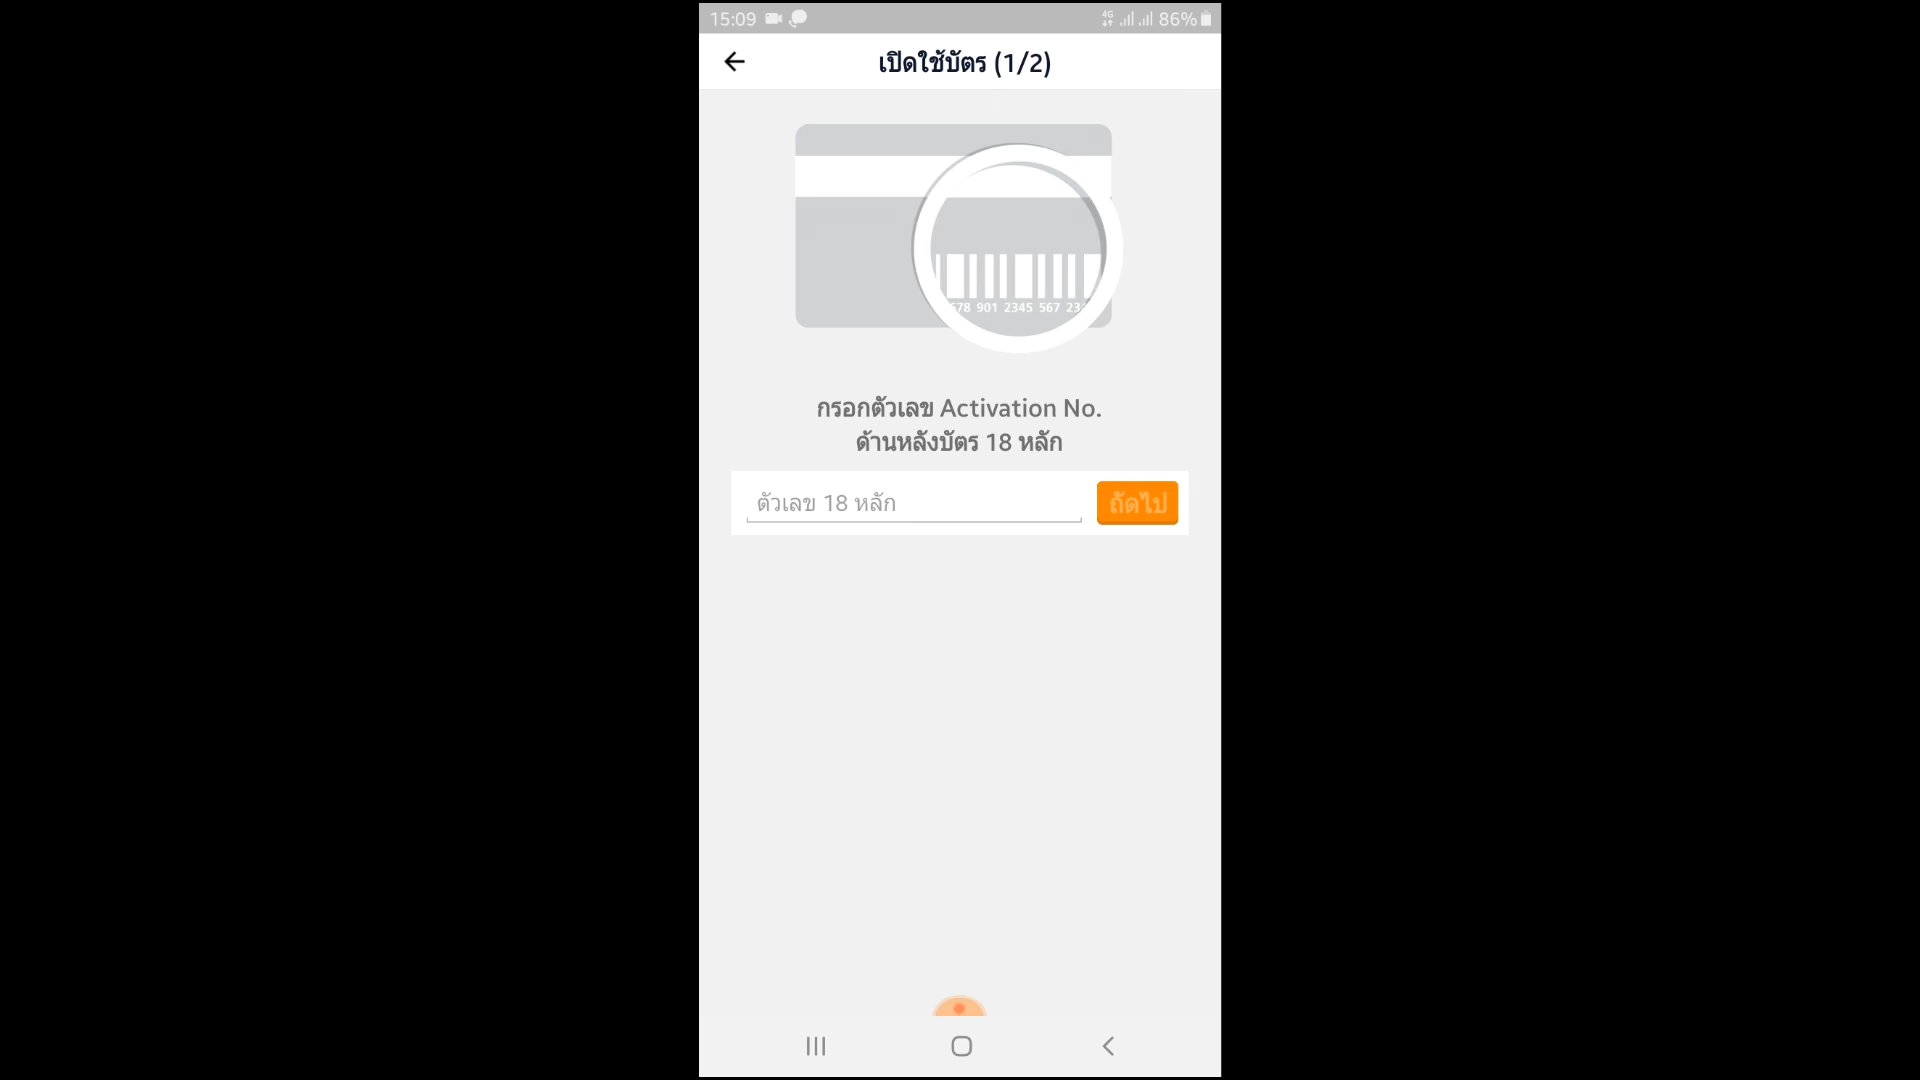 15:09 4G 86%
เปิดใช้บัตร (1/2)
678 901 2345 567 23
กรอกตัวเลข Activation No.
ด้านหลังบัตร 18 หลัก
ตัวเลข 18 หลัก
ถัดไป